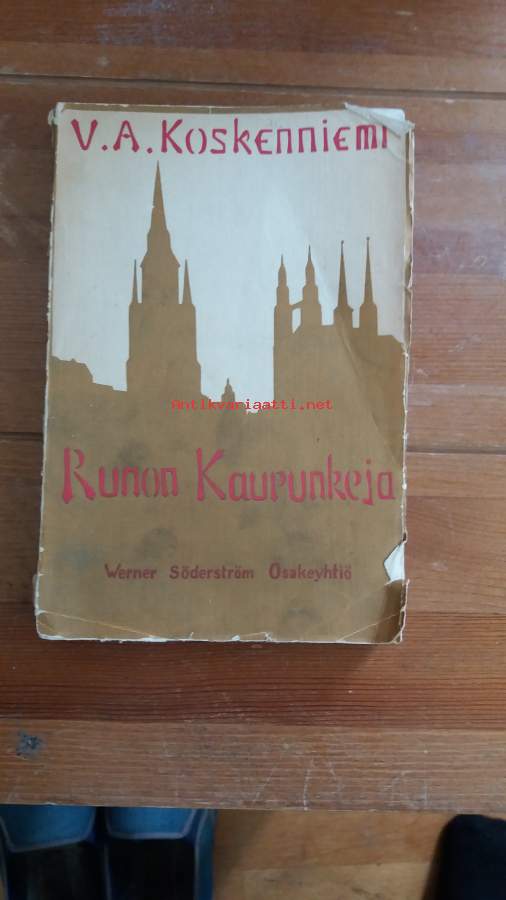 V.A. Koskenniemi
Antikvariaatti.net
Runon Kaupunkeja
Werner Söderström Osakeyhtiö